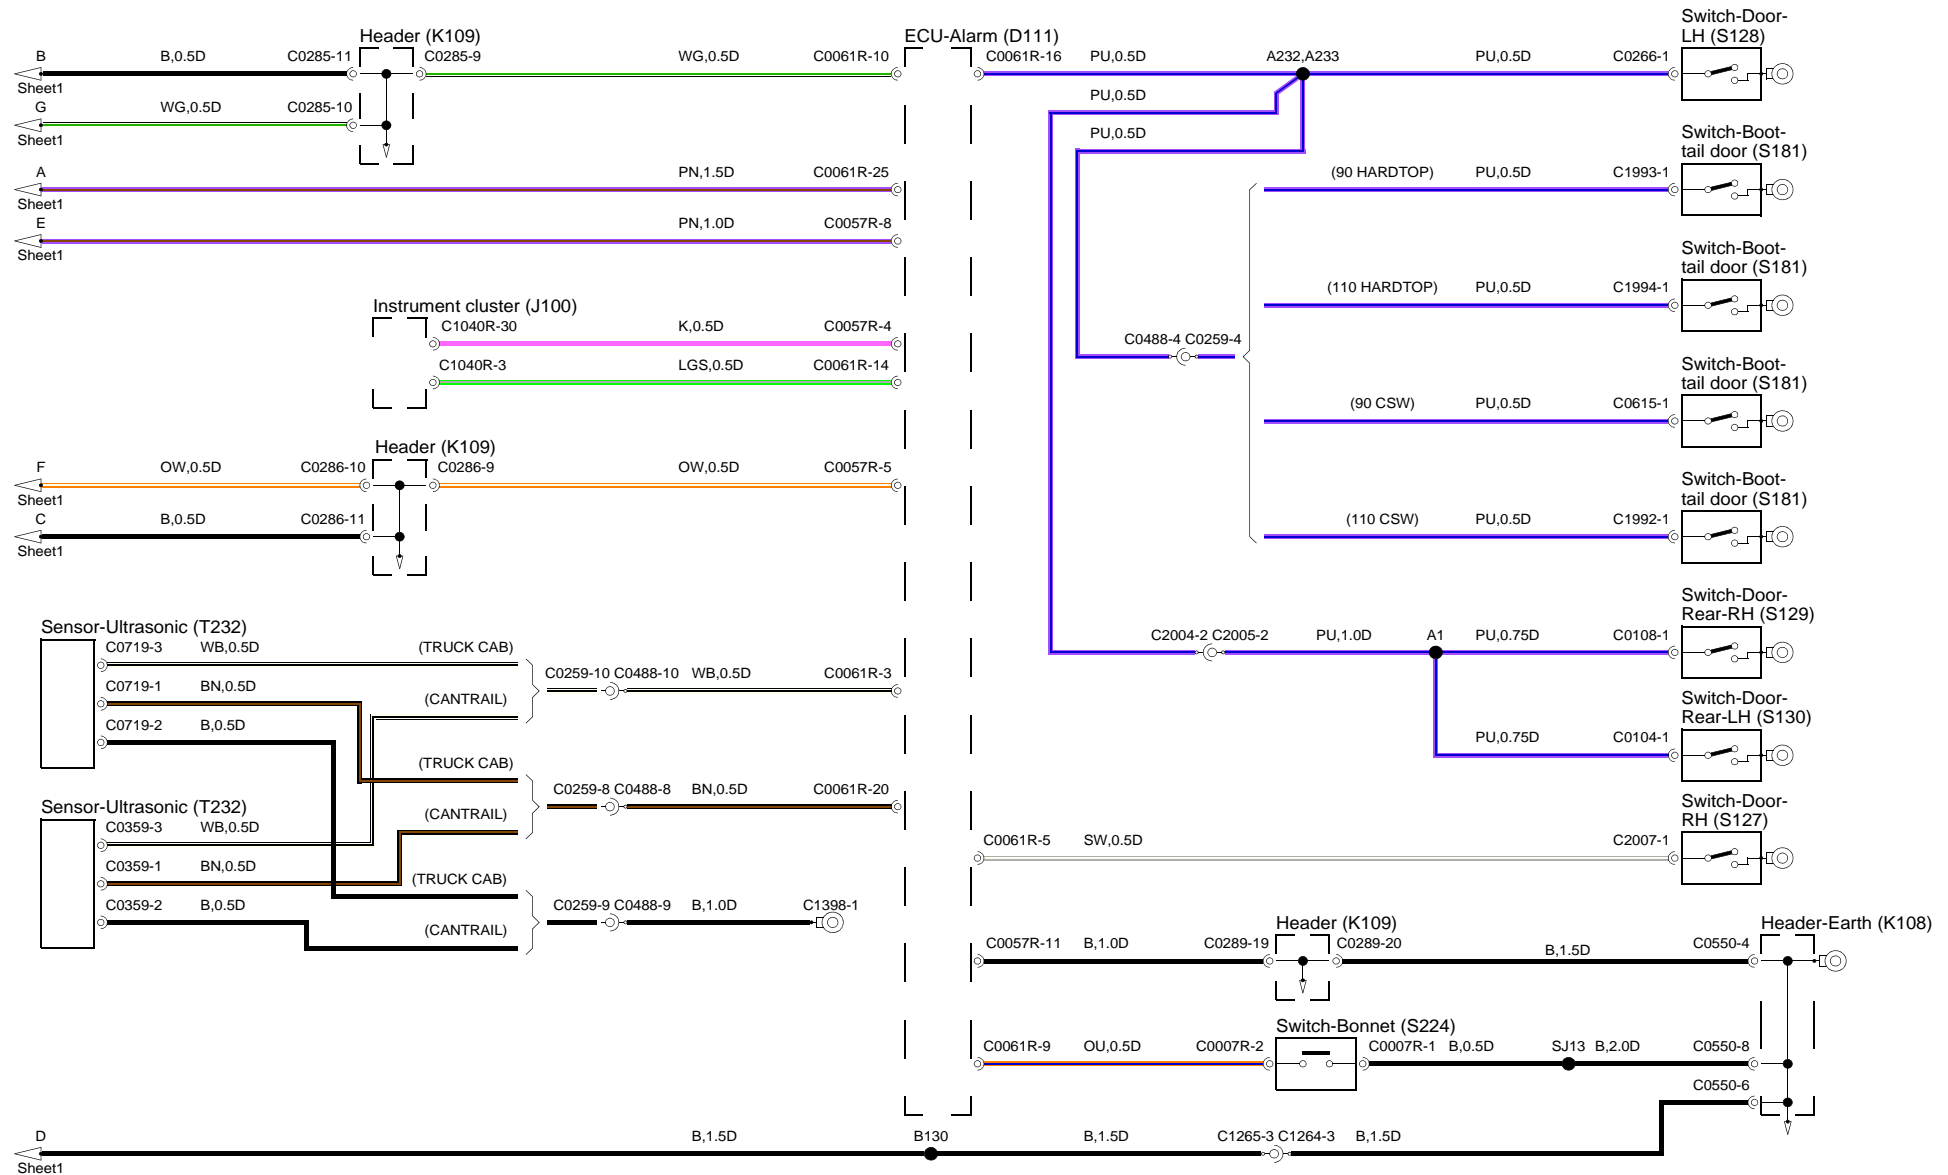 Header (K109)
B
B,0.5D
C0285-11
C0285-9
WG,0.5D
C0061R-10
Sheet1
G
WG,0.5D
C0285-10
Sheet1
A
PN,1.5D
C0061R-25
Sheet1
E
PN,1.0D
C0057R-8
Sheet1
Instrument cluster (J100)
C1040R-30
K,0.5D
C0057R-4
C1040R-3
LGS,0.5D
C0061R-14
Header (K109)
F
OW,0.5D
C0286-10
C0286-9
OW,0.5D
C0057R-5
Sheet1
C
B,0.5D
C0286-11
Sheet1
Sensor-Ultrasonic (T232)
C0719-3
WB,0.5D
(TRUCK CAB)
C0719-1
BN,0.5D
(CANTRAIL)
C0719-2
B,0.5D
C0259-10 C0488-10
WB,0.5D
C0061R-3
(TRUCK CAB)
Sensor-Ultrasonic (T232)
C0259-8 C0488-8
BN,0.5D
C0061R-20
C0359-3
WB,0.5D
(CANTRAIL)
C0359-1
BN,0.5D
(TRUCK CAB)
C0359-2
B,0.5D
(CANTRAIL)
C0259-9 C0488-9
B,1.0D
C1398-1
ECU-Alarm (D111)
C0061R-16
PU,0.5D
A232,A233
PU,0.5D
C0266-1
Switch-Door-
LH (S128)
PU,0.5D
PU,0.5D
(90 HARDTOP)
PU,0.5D
C1993-1
Switch-Boot-
tail door (S181)
(110 HARDTOP)
PU,0.5D
C1994-1
Switch-Boot-
tail door (S181)
C0488-4 C0259-4
(90 CSW)
PU,0.5D
C0615-1
Switch-Boot-
tail door (S181)
(110 CSW)
PU,0.5D
C1992-1
Switch-Boot-
tail door (S181)
C2004-2 C2005-2
PU,1.0D
A1
PU,0.75D
C0108-1
Switch-Door-
Rear-RH (S129)
PU,0.75D
C0104-1
Switch-Door-
Rear-LH (S130)
C0061R-5
SW,0.5D
C2007-1
Switch-Door-
RH (S127)
Header (K109)
Header-Earth (K108)
C0057R-11
B,1.0D
C0289-19
C0289-20
B,1.5D
C0550-4
Switch-Bonnet (S224)
C0061R-9
OU,0.5D
C0007R-2
C0007R-1
B,0.5D
SJ13
B,2.0D
C0550-8
C0550-6
D
B,1.5D
B130
B,1.5D
C1265-3 C1264-3
B,1.5D
Sheet1